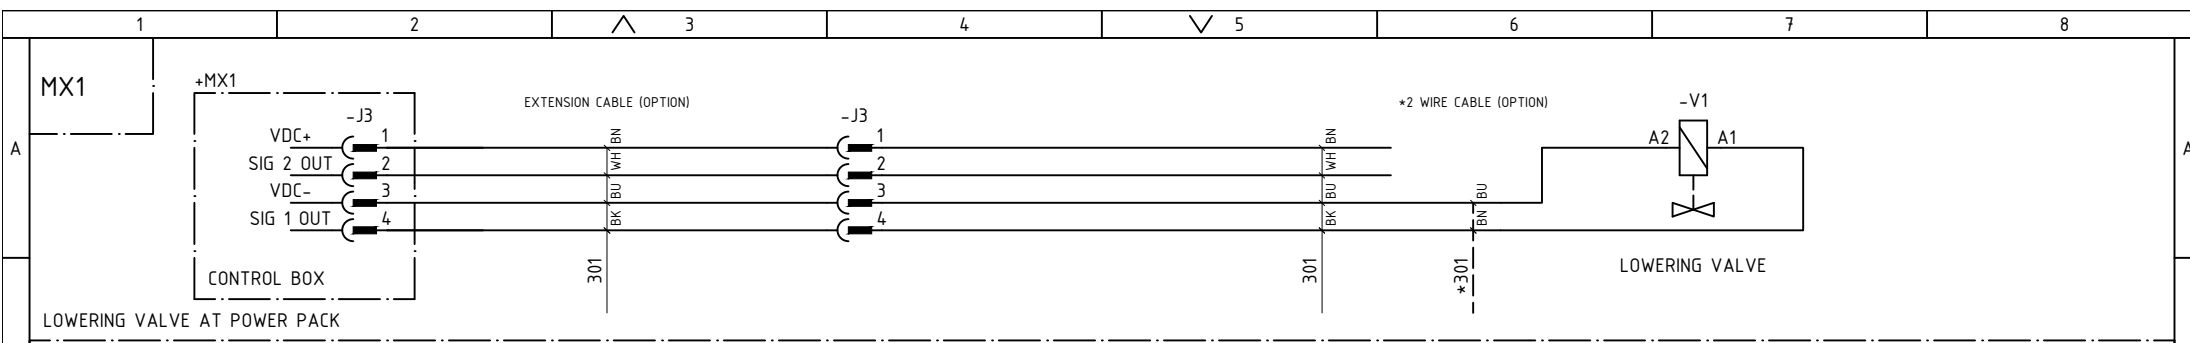 1 2 3 4 5 6 7 8
MX1
+MX1
EXTENSION CABLE (OPTION)
*2 WIRE CABLE (OPTION)
-V1
-J3
-J3
A
VDC+ 1 BN 1 BN A2 A1
SIG 2 OUT 2 WH 2 WH
VDC- 3 BU 3 BU BU
SIG 1 OUT 4 BK 4 BK BN
A
301
301
*301
CONTROL BOX
LOWERING VALVE
LOWERING VALVE AT POWER PACK